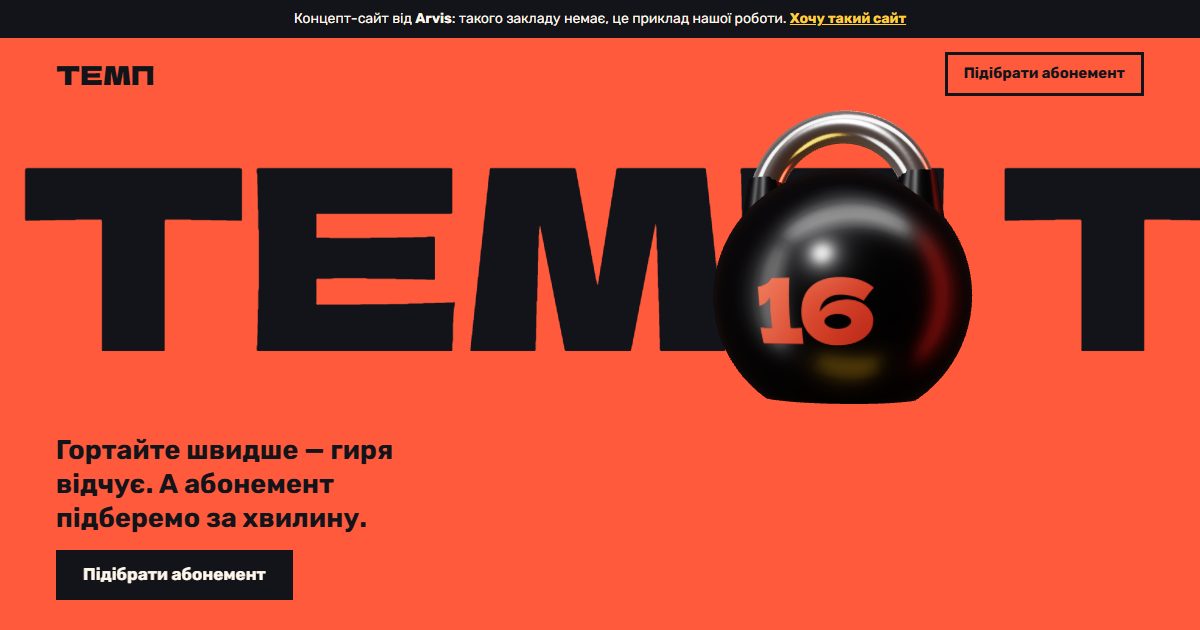 Концепт-сайт від Arvis: такого закладу немає, це приклад нашої роботи. Хочу такий сайт
ТЕМП
Підібрати абонемент
ТЕМП Т
16
Гортайте швидше — гиря
відчує. А абонемент
підберемо за хвилину.
Підібрати абонемент